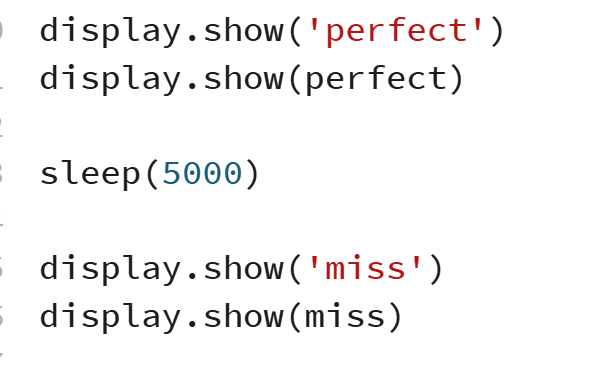 display.show('perfect')
display.show(perfect)
sleep(5000)
display.show('miss')
display.show(miss)